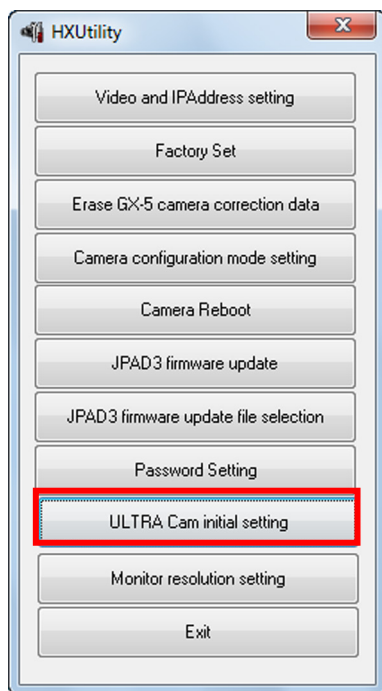 HXUtility
Video and IPAddress setting
Factory Set
Erase GX-5 camera correction data
Camera configuration mode setting
Camera Reboot
JPAD3 firmware update
JPAD3 firmware update file selection
Password Setting
ULTRA Cam initial setting
Monitor resolution setting
Exit